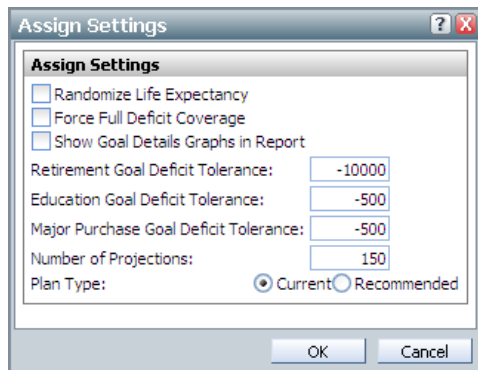 Assign Settings ? X
Assign Settings
Randomize Life Expectancy
Force Full Deficit Coverage
Show Goal Details Graphs in Report
Retirement Goal Deficit Tolerance: -10000
Education Goal Deficit Tolerance: -500
Major Purchase Goal Deficit Tolerance: -500
Number of Projections: 150
Plan Type: Current Recommended
OK Cancel